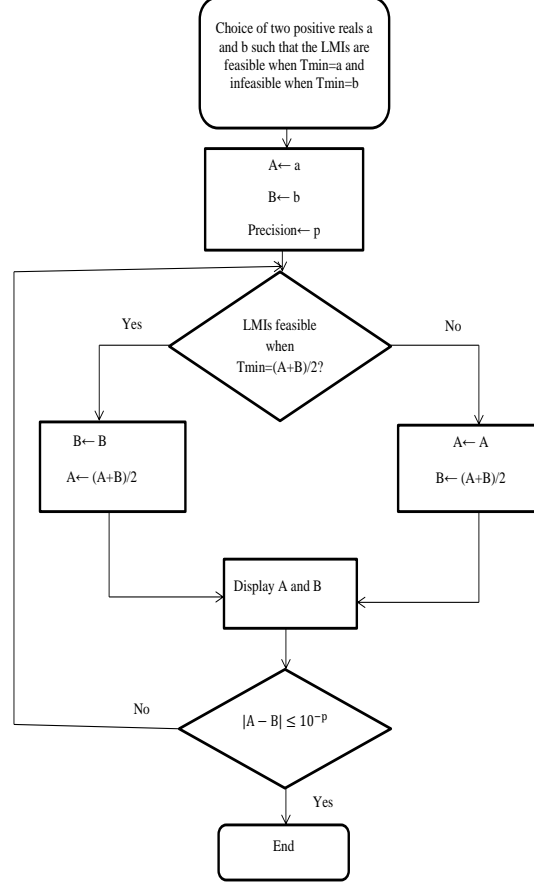 Choice of two positive reals a
and b such that the LMIs are
feasible when Tmin=a and
infeasible when Tmin=b
A← a
B← b
Precision← p
Yes
LMIs feasible
when
Tmin=(A+B)/2?
No
B← B
A← (A+B)/2
A← A
B← (A+B)/2
Display A and B
No
|A − B| ≤ 10⁻ᵖ
Yes
End